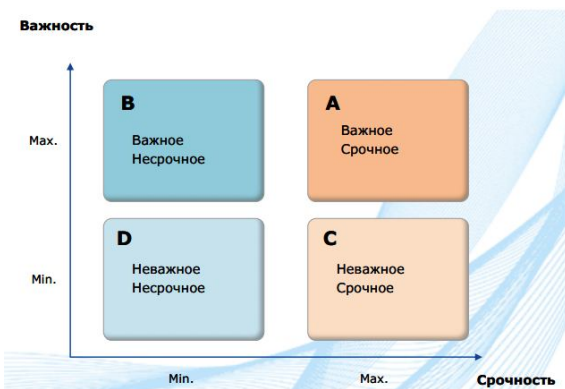 Важность
B
Важное
Несрочное
A
Важное
Срочное
Max.
D
Неважное
Несрочное
C
Неважное
Срочное
Min.
Min.
Max.
Срочность